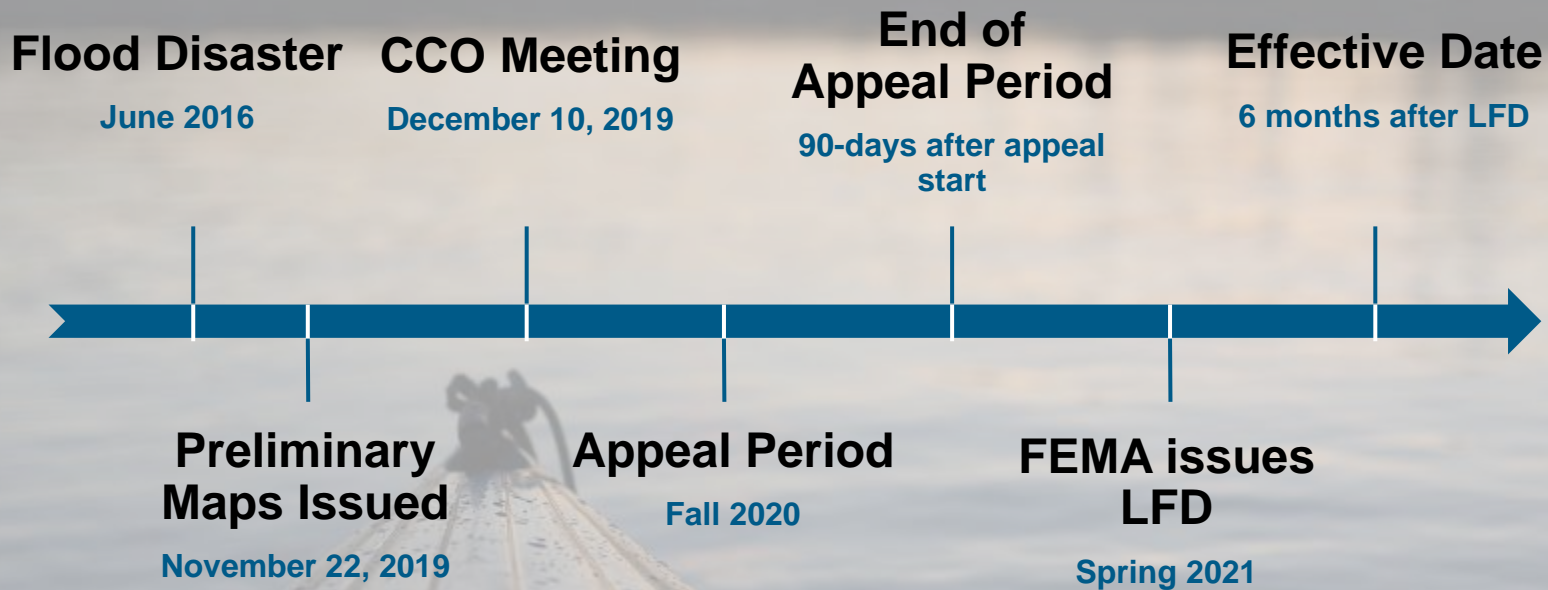 Flood Disaster
June 2016
CCO Meeting
December 10, 2019
End of
Appeal Period
90-days after appeal
start
Effective Date
6 months after LFD
Preliminary
Maps Issued
November 22, 2019
Appeal Period
Fall 2020
FEMA issues
LFD
Spring 2021